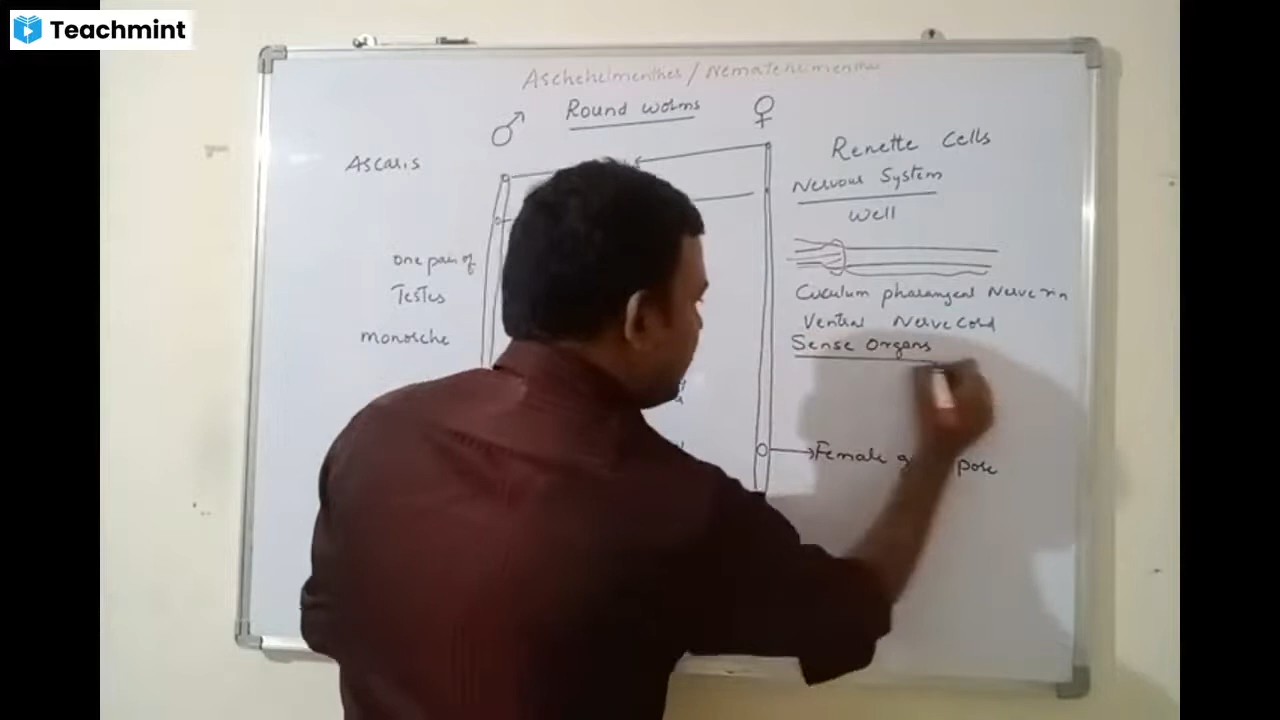 Teachmint
Aschehelmenthes / Nematehelmenthes
Round worms
♂
♀
Ascaris
one pair of
Testes
monorche
Renette Cells
Nervous System
Well
Circulum pharangeal Nerve rin
Ventral Nerve Cord
Sense Organs
Female
pore